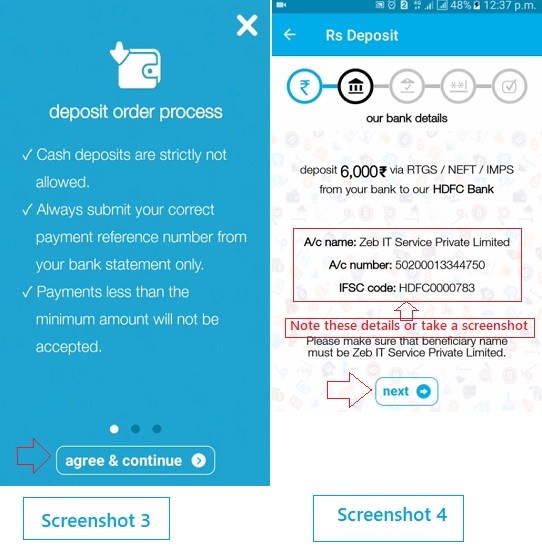 deposit order process
✓ Cash deposits are strictly not
allowed.
✓ Always submit your correct
payment reference number from
your bank statement only.
✓ Payments less than the
minimum amount will not be
accepted.
agree & continue
Screenshot 3
48% 12:37 p.m.
Rs Deposit
₹ **|
our bank details
deposit 6,000₹ via RTGS / NEFT / IMPS
from your bank to our HDFC Bank
A/c name: Zeb IT Service Private Limited
A/c number: 50200013344750
IFSC code: HDFC0000783
Note these details or take a screenshot
Please make sure that beneficiary name
must be Zeb IT Service Private Limited.
next
Screenshot 4